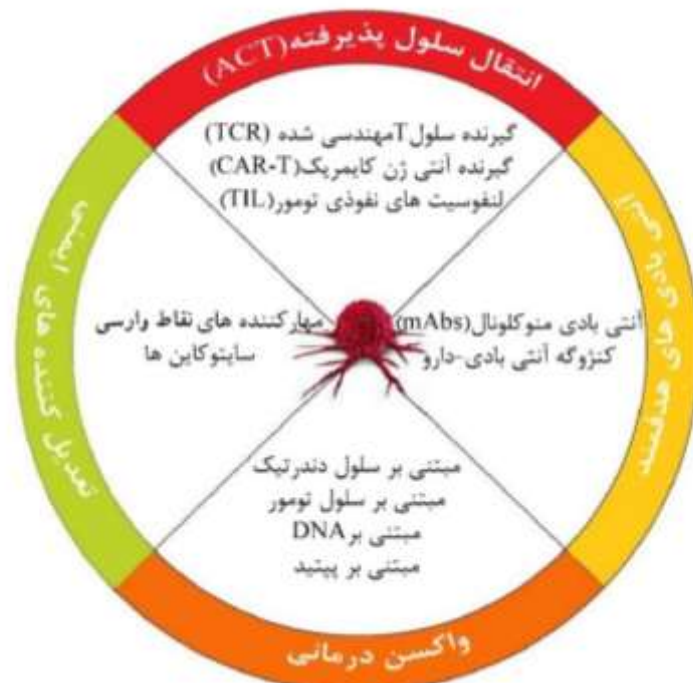 انتقال سلول پذیرفته(ACT)
گیرنده سلولTمهندسی شده (TCR)
گیرنده آنتی ژن کایمریک(CAR-T)
لنفوسیت های نفوذی تومور(TIL)
آنتی بادی های هدفمند
آنتی بادی منوکلونال(mAbs)
کنژوگه آنتی بادی-دارو
تعدیل کننده های ایمنی
مهارکننده های نقاط وارسی
سایتوکاین ها
مبتنی بر سلول دندرتیک
مبتنی بر سلول تومور
مبتنی برDNA
مبتنی بر پپتید
واکسن درمانی